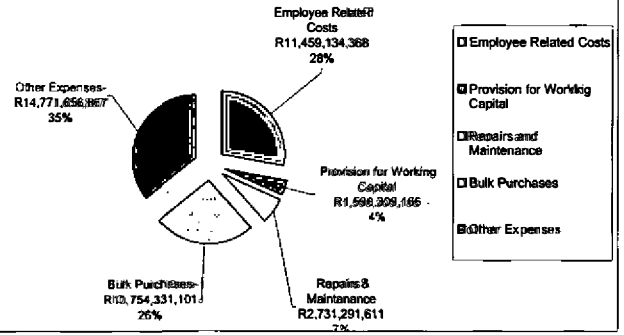 Employee Related
Costs
R11,459,134,368
28%
Other Expenses-
35%
Provision for Working
Capital
4%
Bulk Purchases-
26%
Repairs &
Maintanance
R2,731,291,611
7%
Employee Related Costs
Provision for Working
Capital
Repairs and
Maintenance
Bulk Purchases
Other Expenses